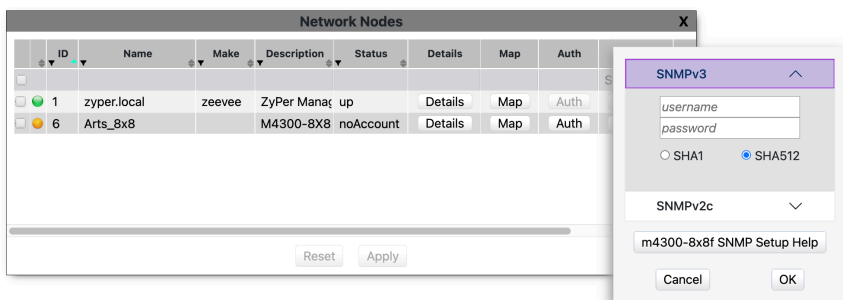 Network Nodes X
ID Name Make Description Status Details Map Auth
S
1 zyper.local zeevee ZyPer Manag up Details Map Auth
6 Arts_8x8 M4300-8X8 noAccount Details Map Auth
Reset Apply
SNMPv3
username
password
SHA1 SHA512
SNMPv2c
m4300-8x8f SNMP Setup Help
Cancel OK